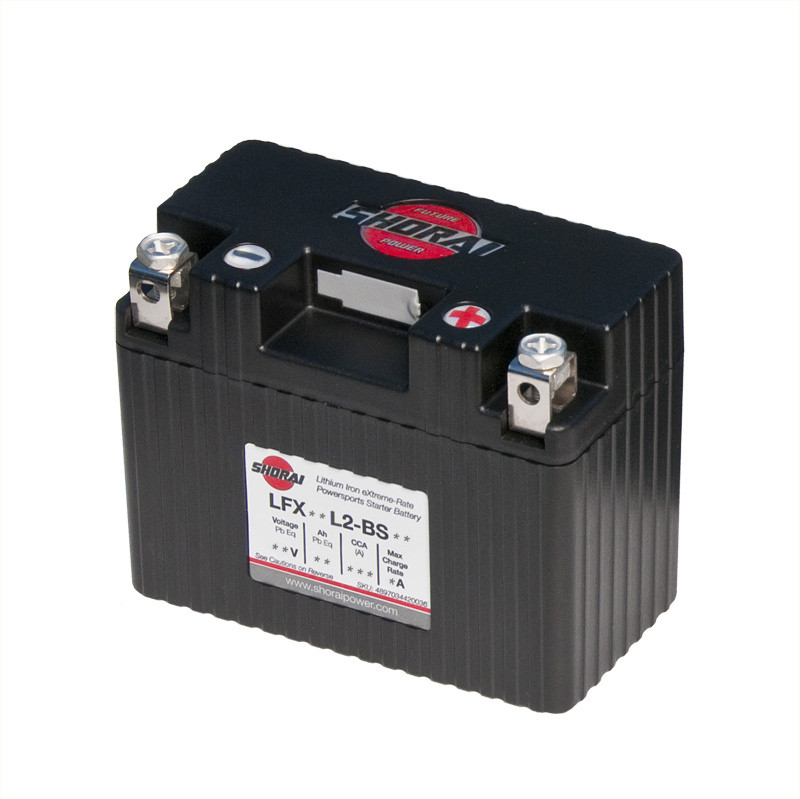 FUTURE
SHORAI
POWER
SHORAI
Lithium Iron eXtreme-Rate
Powersports Starter Battery
LFX**L2-BS**
Voltage Pb Eq **V
Ah Pb Eq **
CCA (A) ***
Max Charge Rate *A
See Cautions on Reverse
SKU: 4897034420036
www.shoraipower.com